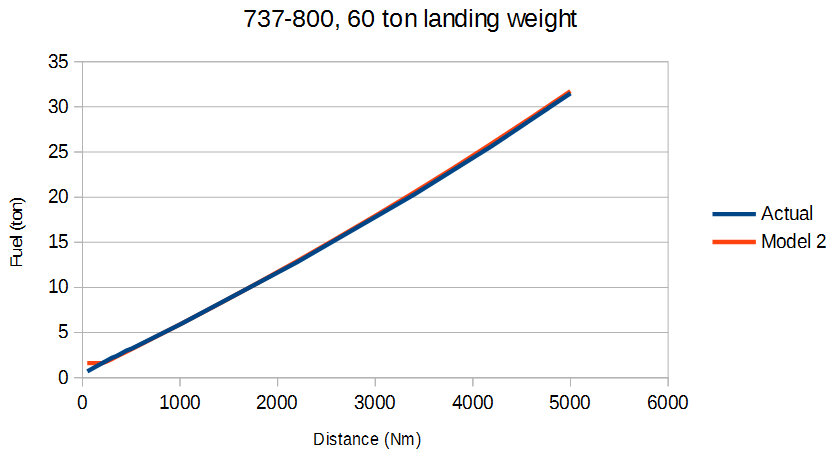 737-800, 60 ton landing weight
35
30
25
20
15
10
5
0
0 1000 2000 3000 4000 5000 6000
Fuel (ton)
Distance (Nm)
Actual
Model 2